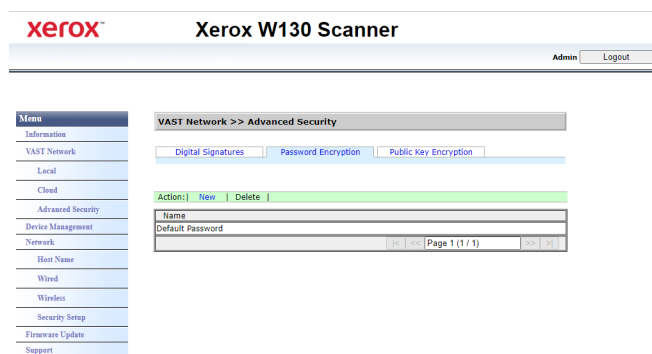 xerox™
Xerox W130 Scanner
Admin Logout
Menu
Information
VAST Network
Local
Cloud
Advanced Security
Device Management
Network
Host Name
Wired
Wireless
Security Setup
Firmware Update
Support
VAST Network >> Advanced Security
Digital Signatures Password Encryption Public Key Encryption
Action:| New | Delete |
Name
Default Password
|< << Page 1 (1 / 1) >> >|